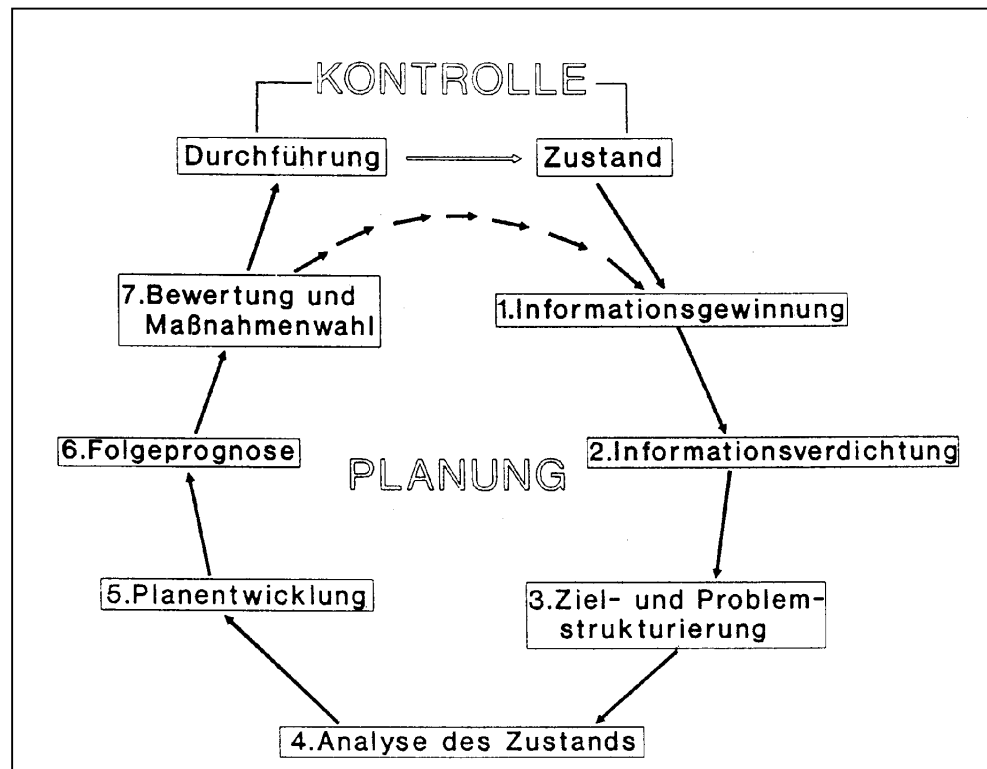 KONTROLLE
Durchführung
Zustand
7.Bewertung und
Maßnahmenwahl
1.Informationsgewinnung
6.Folgeprognose
2.Informationsverdichtung
PLANUNG
5.Planentwicklung
3.Ziel- und Problem-
strukturierung
4.Analyse des Zustands